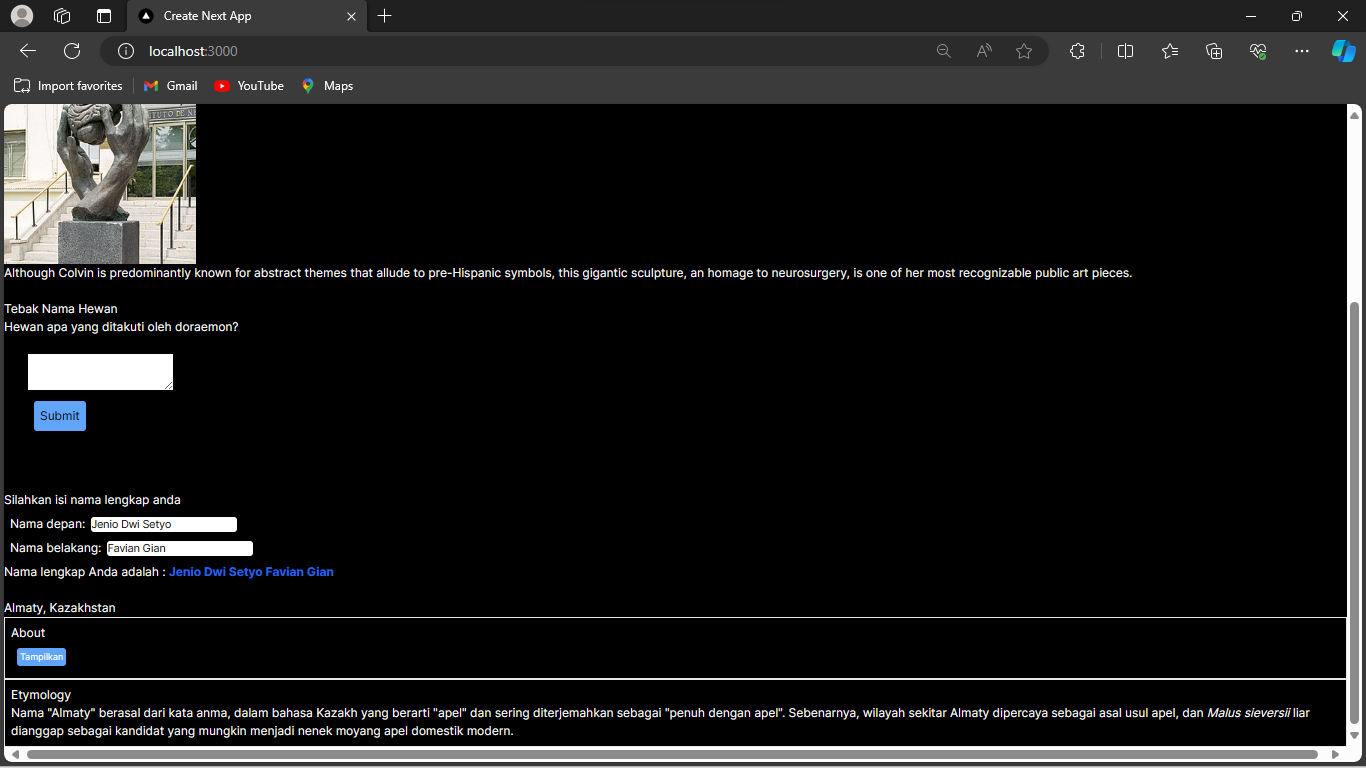 Create Next App
localhost:3000
Import favorites
Gmail
YouTube
Maps
Although Colvin is predominantly known for abstract themes that allude to pre-Hispanic symbols, this gigantic sculpture, an homage to neurosurgery, is one of her most recognizable public art pieces.
Tebak Nama Hewan
Hewan apa yang ditakuti oleh doraemon?
Submit
Silahkan isi nama lengkap anda
Nama depan: Jenio Dwi Setyo
Nama belakang: Favian Gian
Nama lengkap Anda adalah : Jenio Dwi Setyo Favian Gian
Almaty, Kazakhstan
About
Tampilkan
Etymology
Nama "Almaty" berasal dari kata anma, dalam bahasa Kazakh yang berarti "apel" dan sering diterjemahkan sebagai "penuh dengan apel". Sebenarnya, wilayah sekitar Almaty dipercaya sebagai asal usul apel, dan Malus sieversii liar
dianggap sebagai kandidat yang mungkin menjadi nenek moyang apel domestik modern.